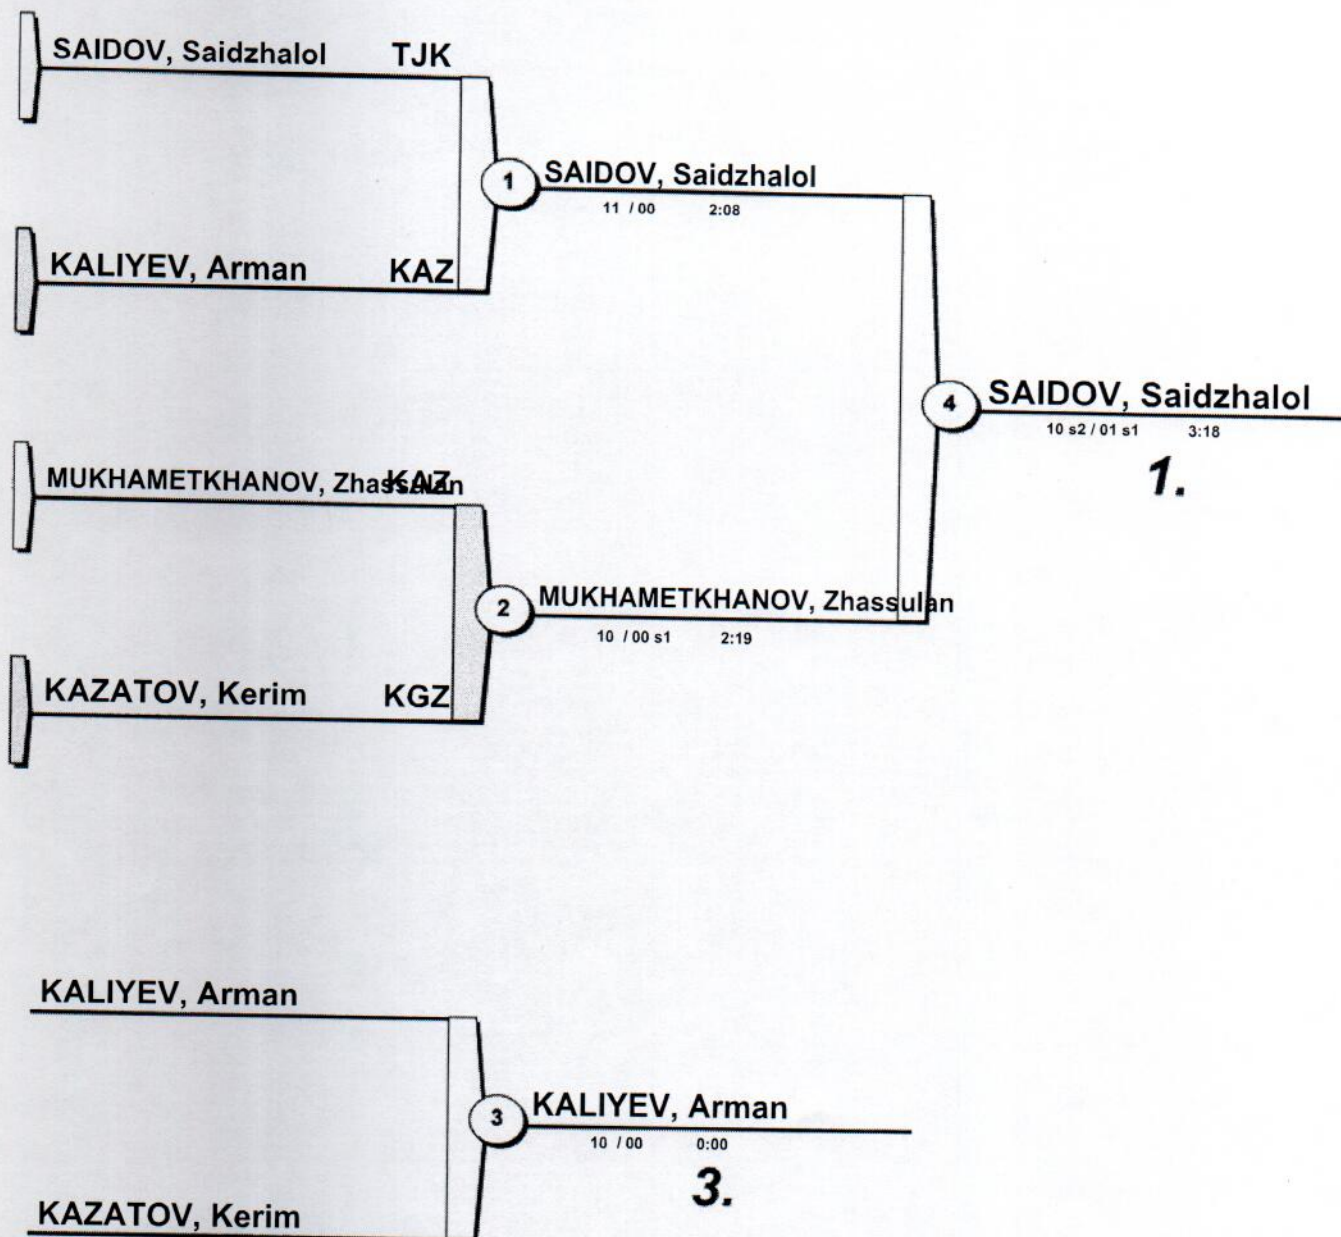 SAIDOV, Saidzhalol TJK
1 SAIDOV, Saidzhalol
11 / 00 2:08
KALIYEV, Arman KAZ
4 SAIDOV, Saidzhalol
10 s2 / 01 s1 3:18
1.
MUKHAMETKHANOV, Zhassulan KAZ
2 MUKHAMETKHANOV, Zhassulan
10 / 00 s1 2:19
KAZATOV, Kerim KGZ
KALIYEV, Arman
3 KALIYEV, Arman
10 / 00 0:00
3.
KAZATOV, Kerim